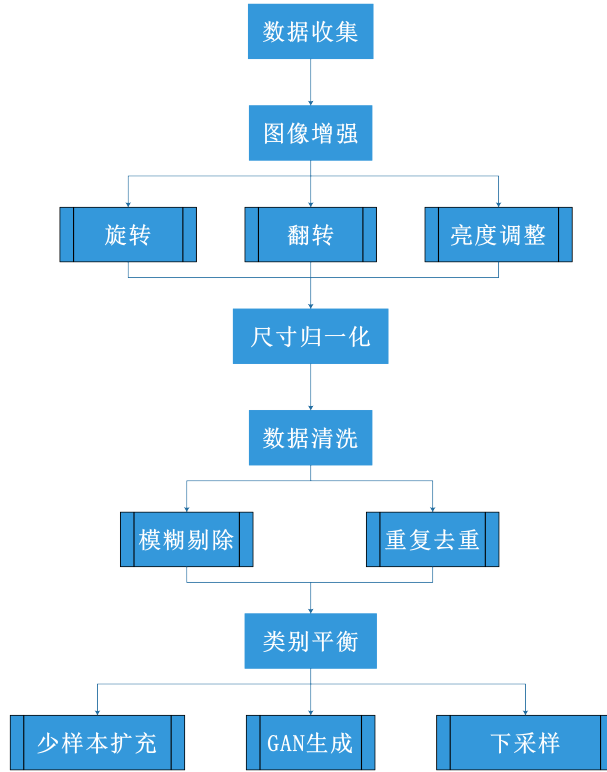 数据收集
图像增强
旋转
翻转
亮度调整
尺寸归一化
数据清洗
模糊剔除
重复去重
类别平衡
少样本扩充
GAN生成
下采样